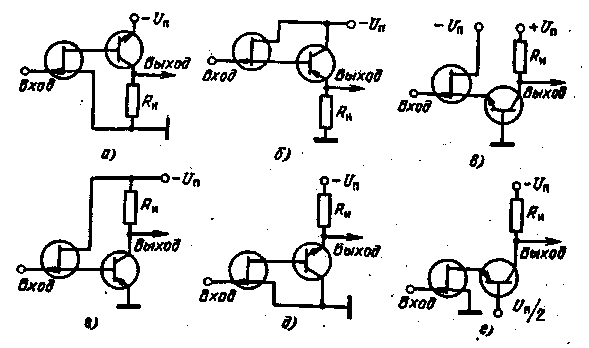 -Uп
Выход
Вход
Rн
а)
-Uп
Вход
Выход
Rн
б)
-Uп
+Uп
Rн
Выход
Вход
в)
-Uп
Rн
Выход
Вход
г)
-Uп
Rн
Выход
Вход
д)
-Uп
Rн
Выход
Вход
Uп/2
е)